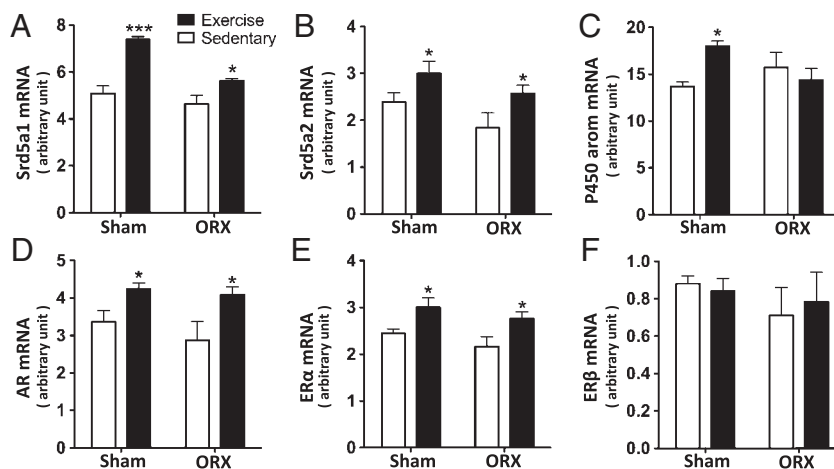 A
Srd5a1 mRNA
( arbitrary unit )
8
6
4
2
0
***
*
Sham
ORX
Exercise
Sedentary
B
Srd5a2 mRNA
( arbitrary unit )
4
3
2
1
0
*
*
Sham
ORX
C
P450 arom mRNA
( arbitrary unit )
20
15
10
5
0
*
Sham
ORX
D
AR mRNA
( arbitrary unit )
5
4
3
2
1
0
*
*
Sham
ORX
E
ERα mRNA
( arbitrary unit )
4
3
2
1
0
*
*
Sham
ORX
F
ERβ mRNA
( arbitrary unit )
1.0
0.8
0.6
0.4
0.2
0.0
Sham
ORX